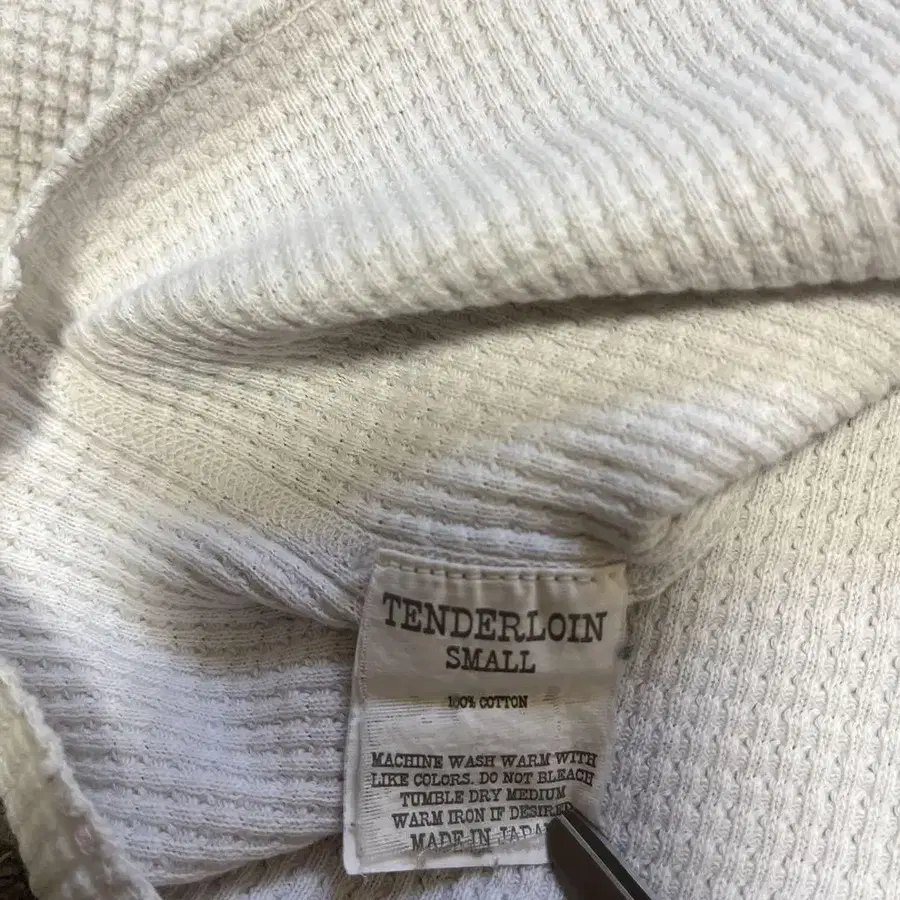 TENDERLOIN
SMALL
100% COTTON
MACHINE WASH WARM WITH
LIKE COLORS. DO NOT BLEACH
TUMBLE DRY MEDIUM
WARM IRON IF DESIRED
MADE IN JAPAN